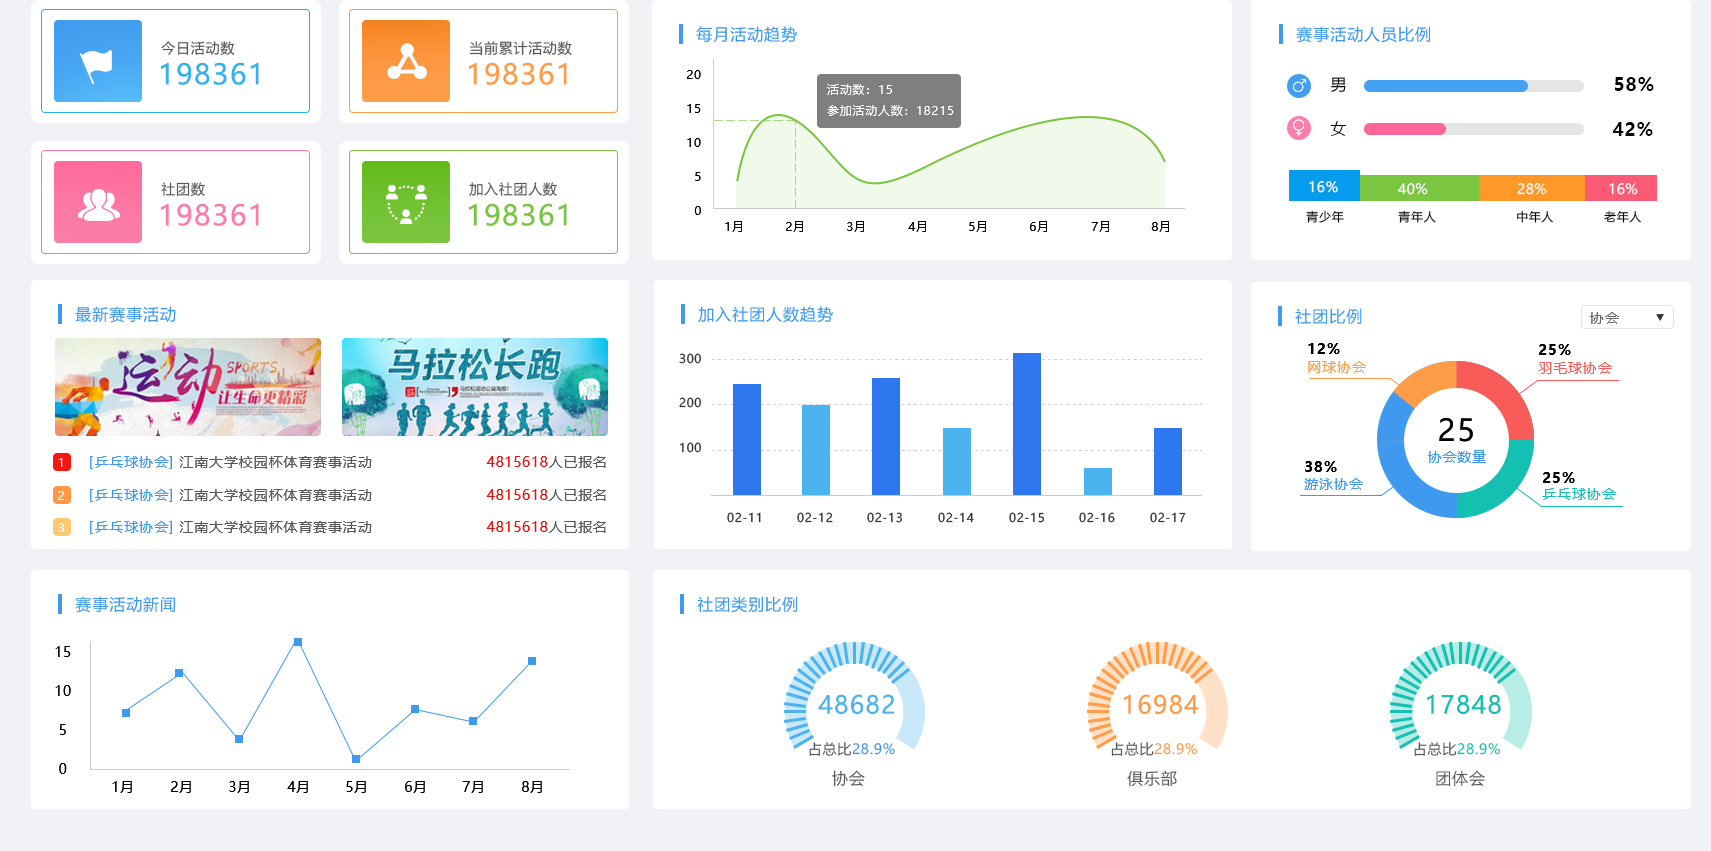 今日活动数
198361
当前累计活动数
198361
社团数
198361
加入社团人数
198361
每月活动趋势
20
15
10
5
0
活动数：15
参加活动人数：18215
1月 2月 3月 4月 5月 6月 7月 8月
赛事活动人员比例
男 58%
女 42%
16% 40% 28% 16%
青少年 青年人 中年人 老年人
最新赛事活动
运动
SPORTS
让生命更精彩
马拉松长跑
马拉松运动公益海报!
1 [乒乓球协会] 江南大学校园杯体育赛事活动 4815618人已报名
2 [乒乓球协会] 江南大学校园杯体育赛事活动 4815618人已报名
3 [乒乓球协会] 江南大学校园杯体育赛事活动 4815618人已报名
加入社团人数趋势
300
200
100
02-11 02-12 02-13 02-14 02-15 02-16 02-17
社团比例
协会 ▼
12%
网球协会
25%
羽毛球协会
25
协会数量
38%
游泳协会
25%
乒乓球协会
赛事活动新闻
15
10
5
0
1月 2月 3月 4月 5月 6月 7月 8月
社团类别比例
48682
占总比28.9%
协会
16984
占总比28.9%
俱乐部
17848
占总比28.9%
团体会